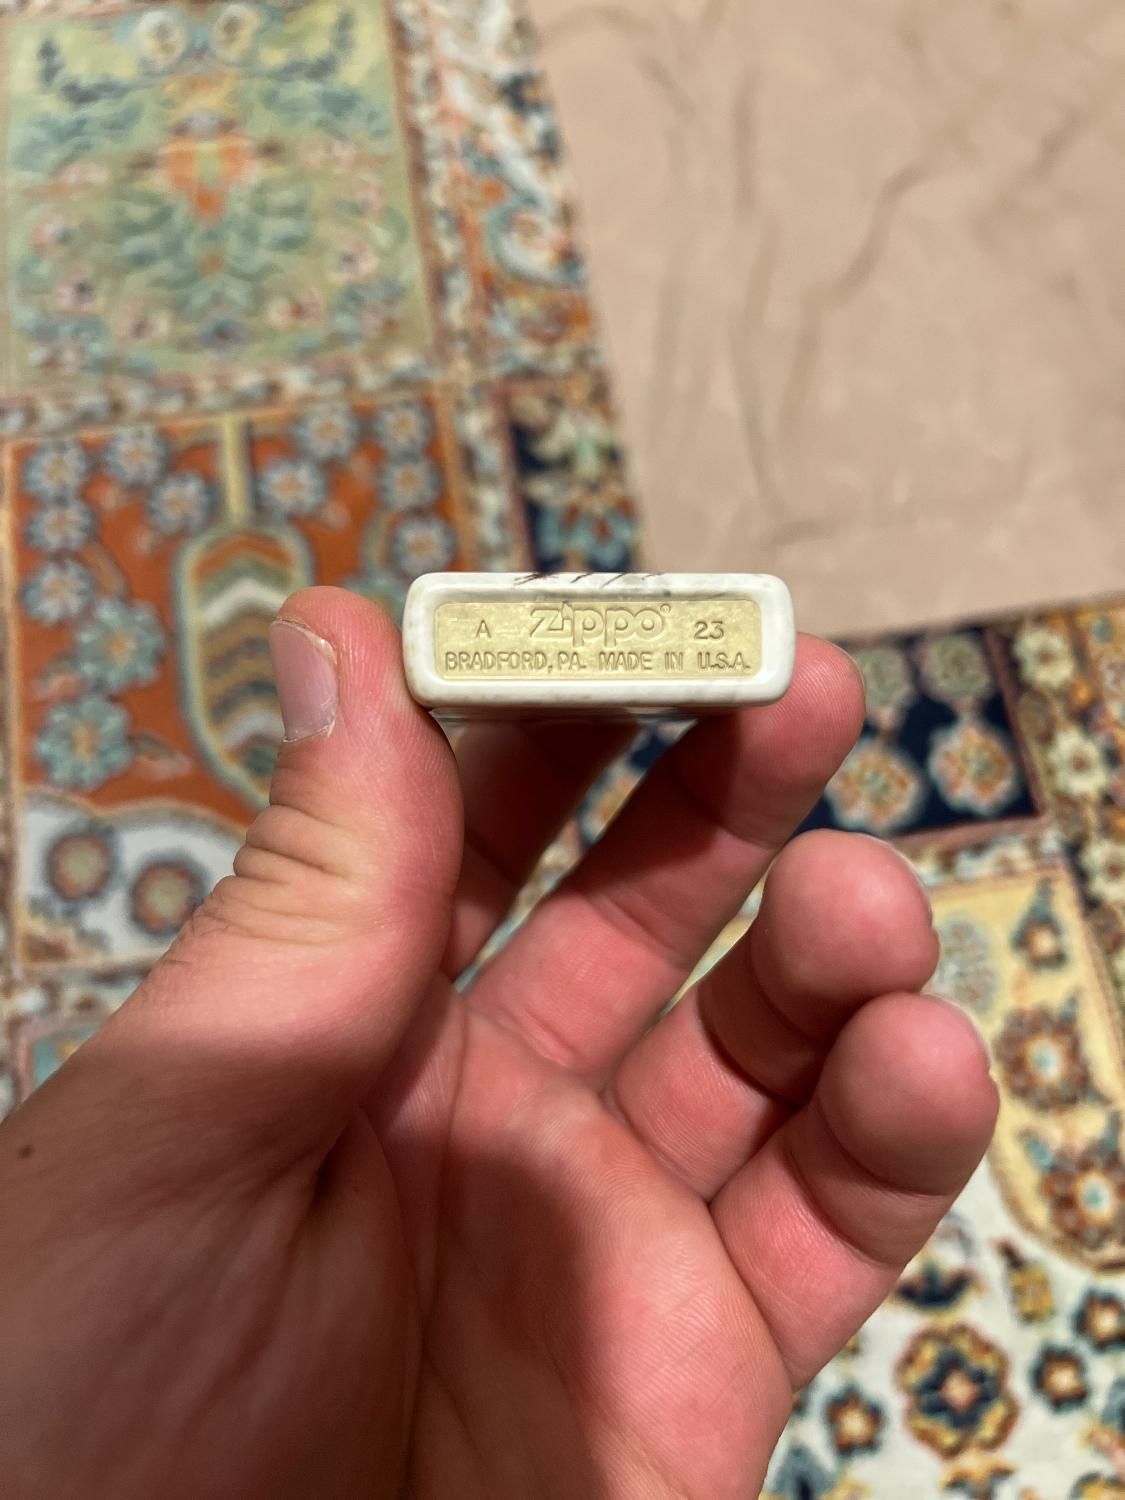 A Zippo® 23
BRADFORD, PA. MADE IN U.S.A.